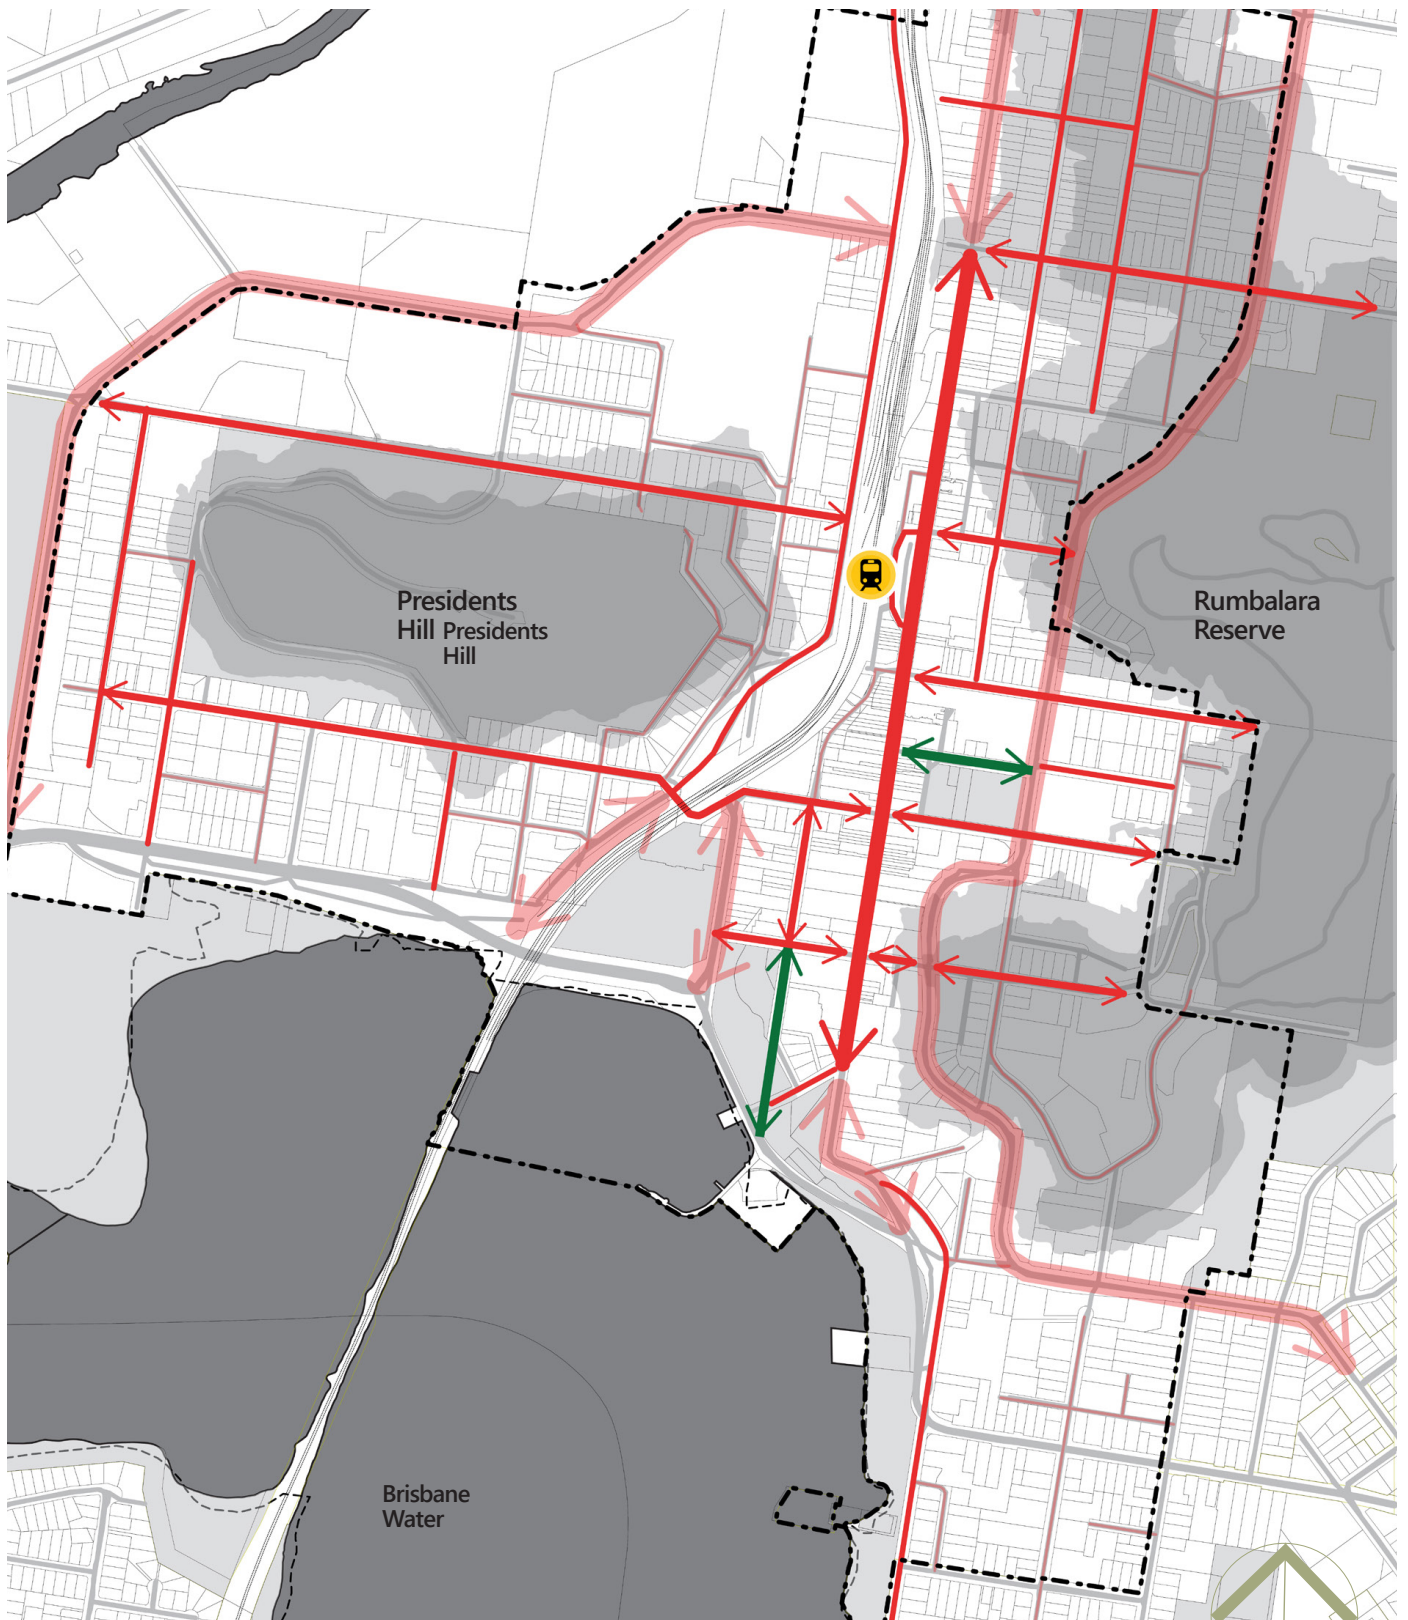 Presidents
Hill Presidents
Hill
Rumbalara
Reserve
Brisbane
Water